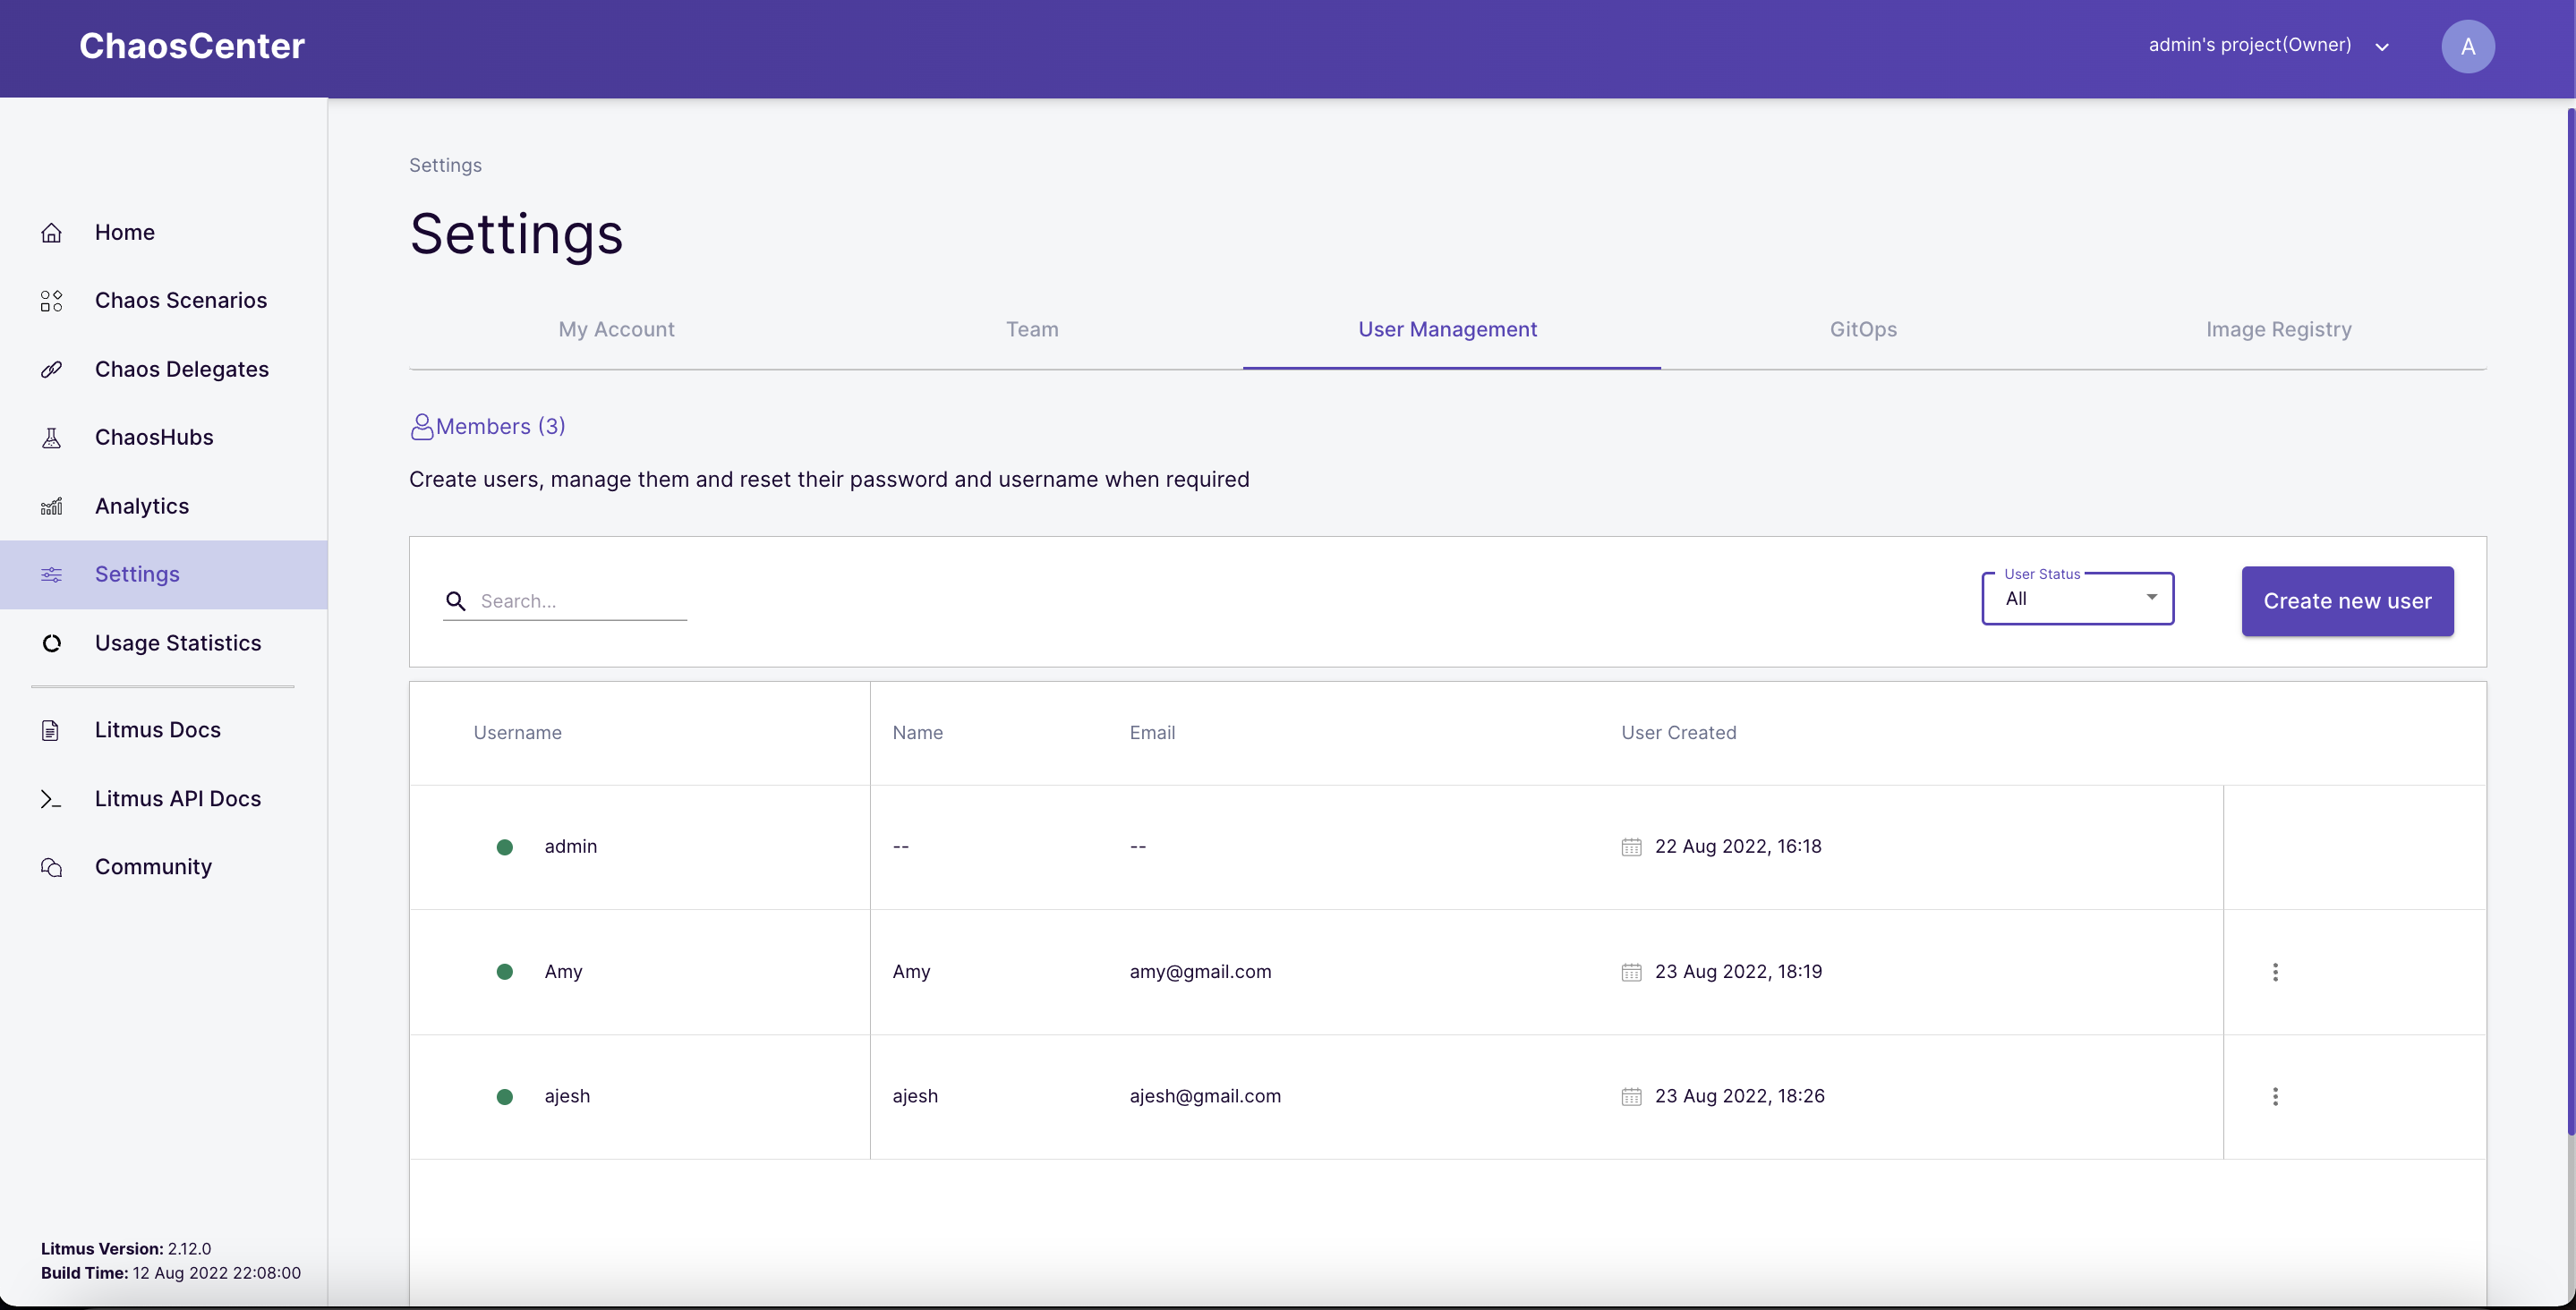 ChaosCenter
admin's project(Owner)
A
Home
Chaos Scenarios
Chaos Delegates
ChaosHubs
Analytics
Settings
Usage Statistics
Litmus Docs
Litmus API Docs
Community
Litmus Version: 2.12.0
Build Time: 12 Aug 2022 22:08:00
Settings
Settings
My Account Team User Management GitOps Image Registry
Members (3)
Create users, manage them and reset their password and username when required
Search...
User Status
All
Create new user
Username Name Email User Created
admin -- -- 22 Aug 2022, 16:18
Amy Amy amy@gmail.com 23 Aug 2022, 18:19
ajesh ajesh ajesh@gmail.com 23 Aug 2022, 18:26